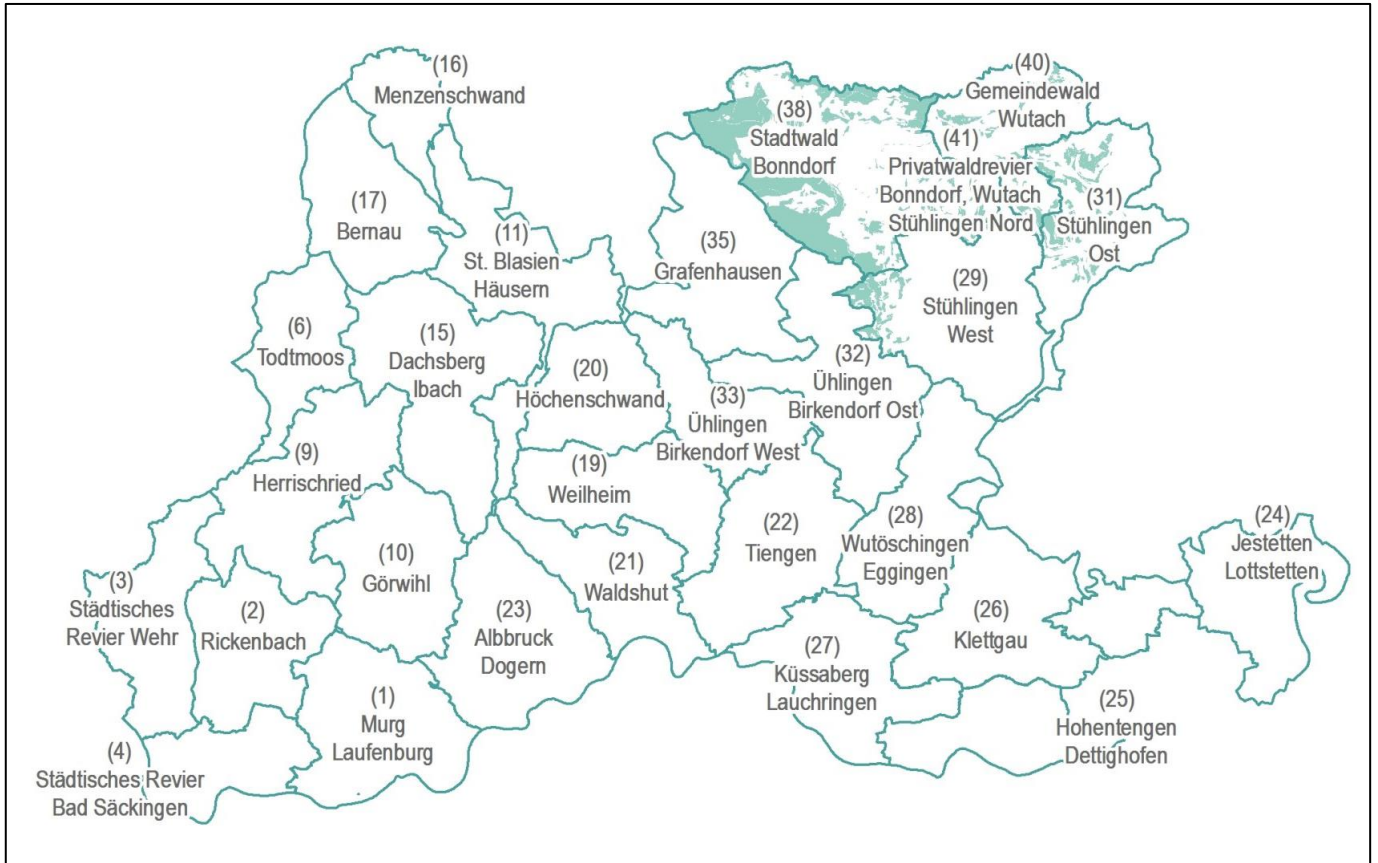 (16)
Menzenschwand
(40)
Gemeindewald
Wutach
(38)
Stadtwald
Bonndorf
(41)
Privatwaldrevier
Bonndorf, Wutach
Stühlingen Nord
(31)
Stühlingen
Ost
(17)
Bernau
(11)
St. Blasien
Häusern
(35)
Grafenhausen
(29)
Stühlingen
West
(6)
Todtmoos
(15)
Dachsberg
Ibach
(20)
Höchenschwand
(33)
Ühlingen
Birkendorf West
(32)
Ühlingen
Birkendorf Ost
(9)
Herrischried
(19)
Weilheim
(22)
Tiengen
(28)
Wutöschingen
Eggingen
(24)
Jestetten
Lottstetten
(3)
Städtisches
Revier Wehr
(2)
Rickenbach
(10)
Görwihl
(23)
Albbruck
Dogern
(21)
Waldshut
(26)
Klettgau
(27)
Küssaberg
Lauchringen
(25)
Hohentengen
Dettighofen
(1)
Murg
Laufenburg
(4)
Städtisches Revier
Bad Säckingen